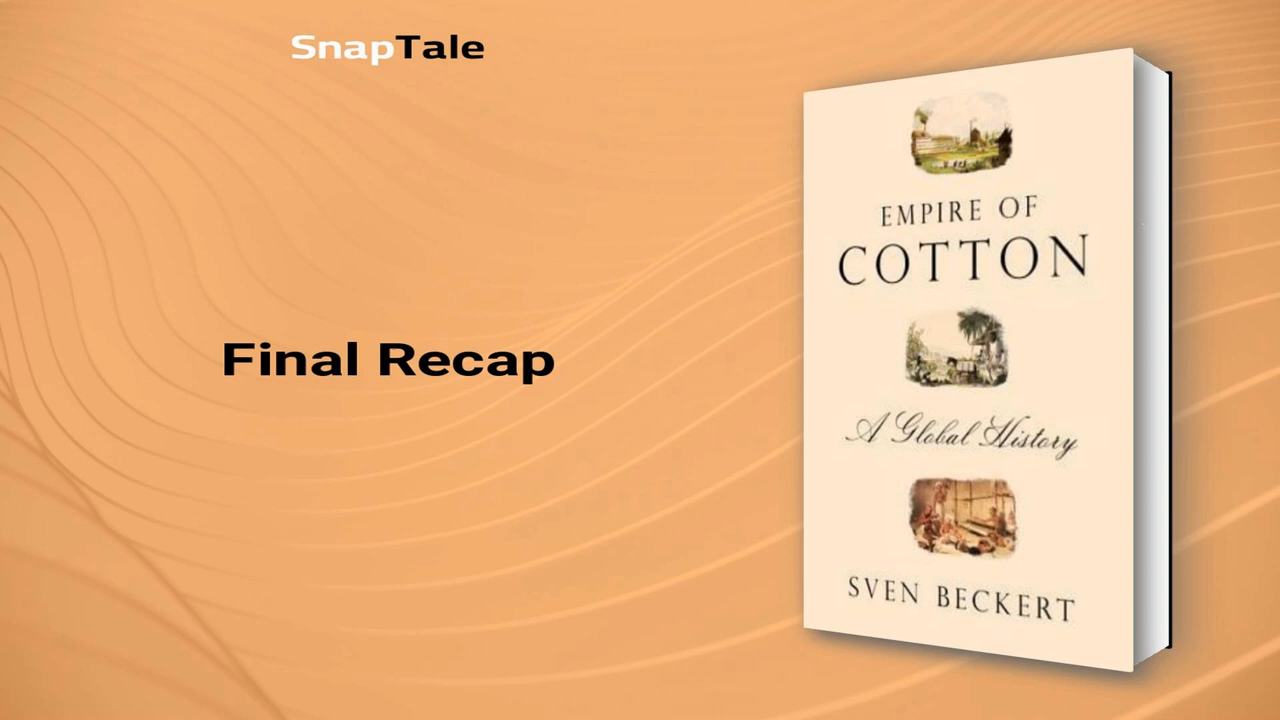 SnapTale
Final Recap
EMPIRE OF
COTTON
A Global History
SVEN BECKERT